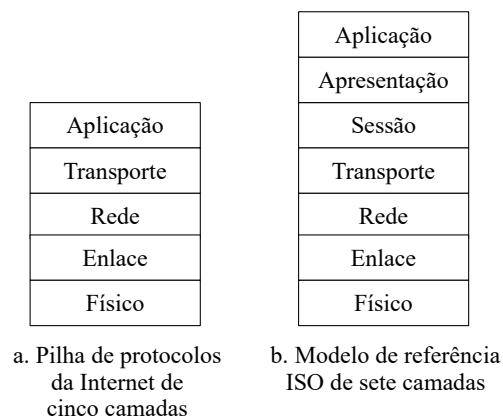 Aplicação
Transporte
Rede
Enlace
Físico
a. Pilha de protocolos
da Internet de
cinco camadas
Aplicação
Apresentação
Sessão
Transporte
Rede
Enlace
Físico
b. Modelo de referência
ISO de sete camadas